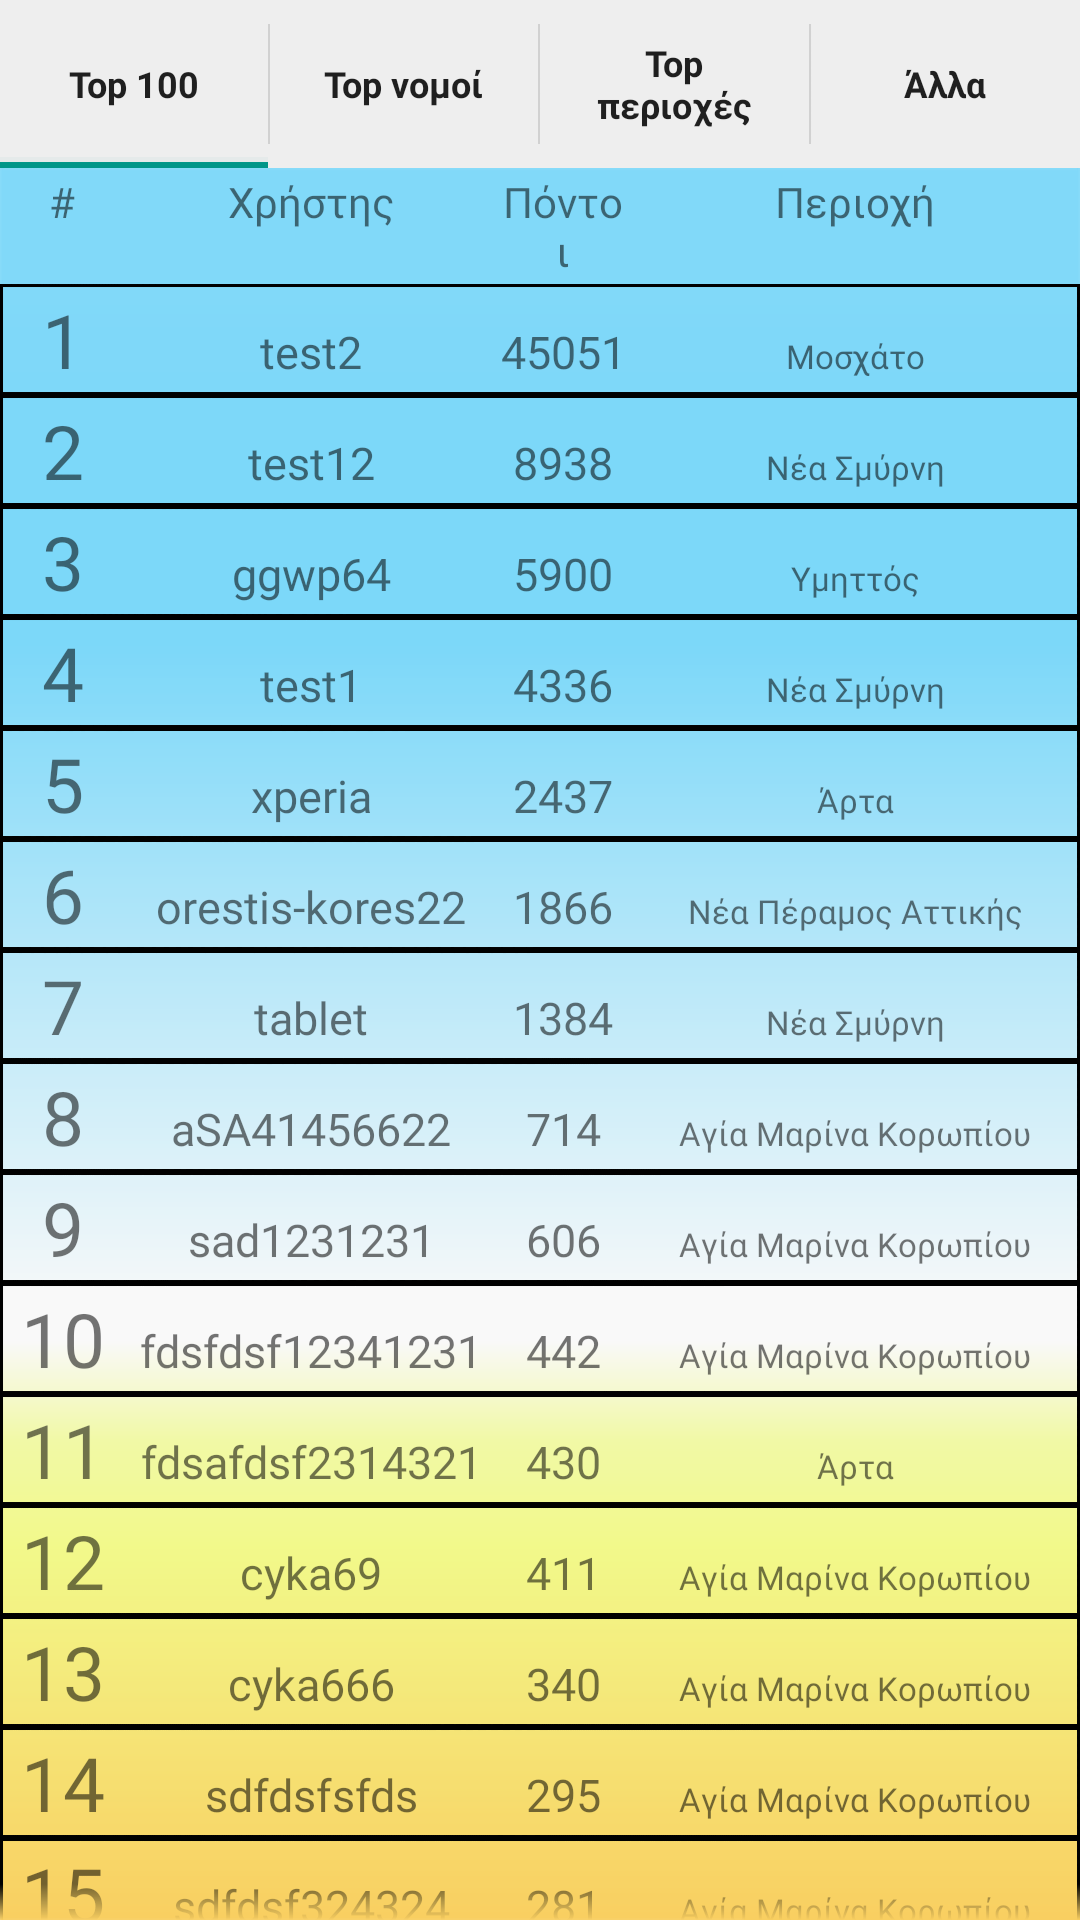 Top 100 Top νομοί Top περιοχές Άλλα
# Χρήστης Πόντοι Περιοχή
1 test2 45051 Μοσχάτο
2 test12 8938 Νέα Σμύρνη
3 ggwp64 5900 Υμηττός
4 test1 4336 Νέα Σμύρνη
5 xperia 2437 Άρτα
6 orestis-kores22 1866 Νέα Πέραμος Αττικής
7 tablet 1384 Νέα Σμύρνη
8 aSA41456622 714 Αγία Μαρίνα Κορωπίου
9 sad1231231 606 Αγία Μαρίνα Κορωπίου
10 fdsfdsf12341231 442 Αγία Μαρίνα Κορωπίου
11 fdsafdsf2314321 430 Άρτα
12 cyka69 411 Αγία Μαρίνα Κορωπίου
13 cyka666 340 Αγία Μαρίνα Κορωπίου
14 sdfdsfsfds 295 Αγία Μαρίνα Κορωπίου
15 sdfdsf324324 281 Αγία Μαρίνα Κορωπίου